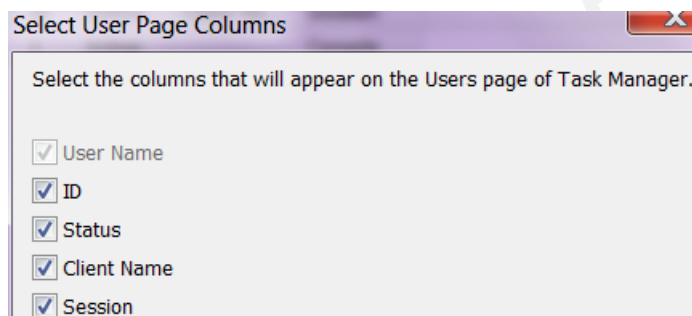 Select User Page Columns
Select the columns that will appear on the Users page of Task Manager.
User Name
ID
Status
Client Name
Session